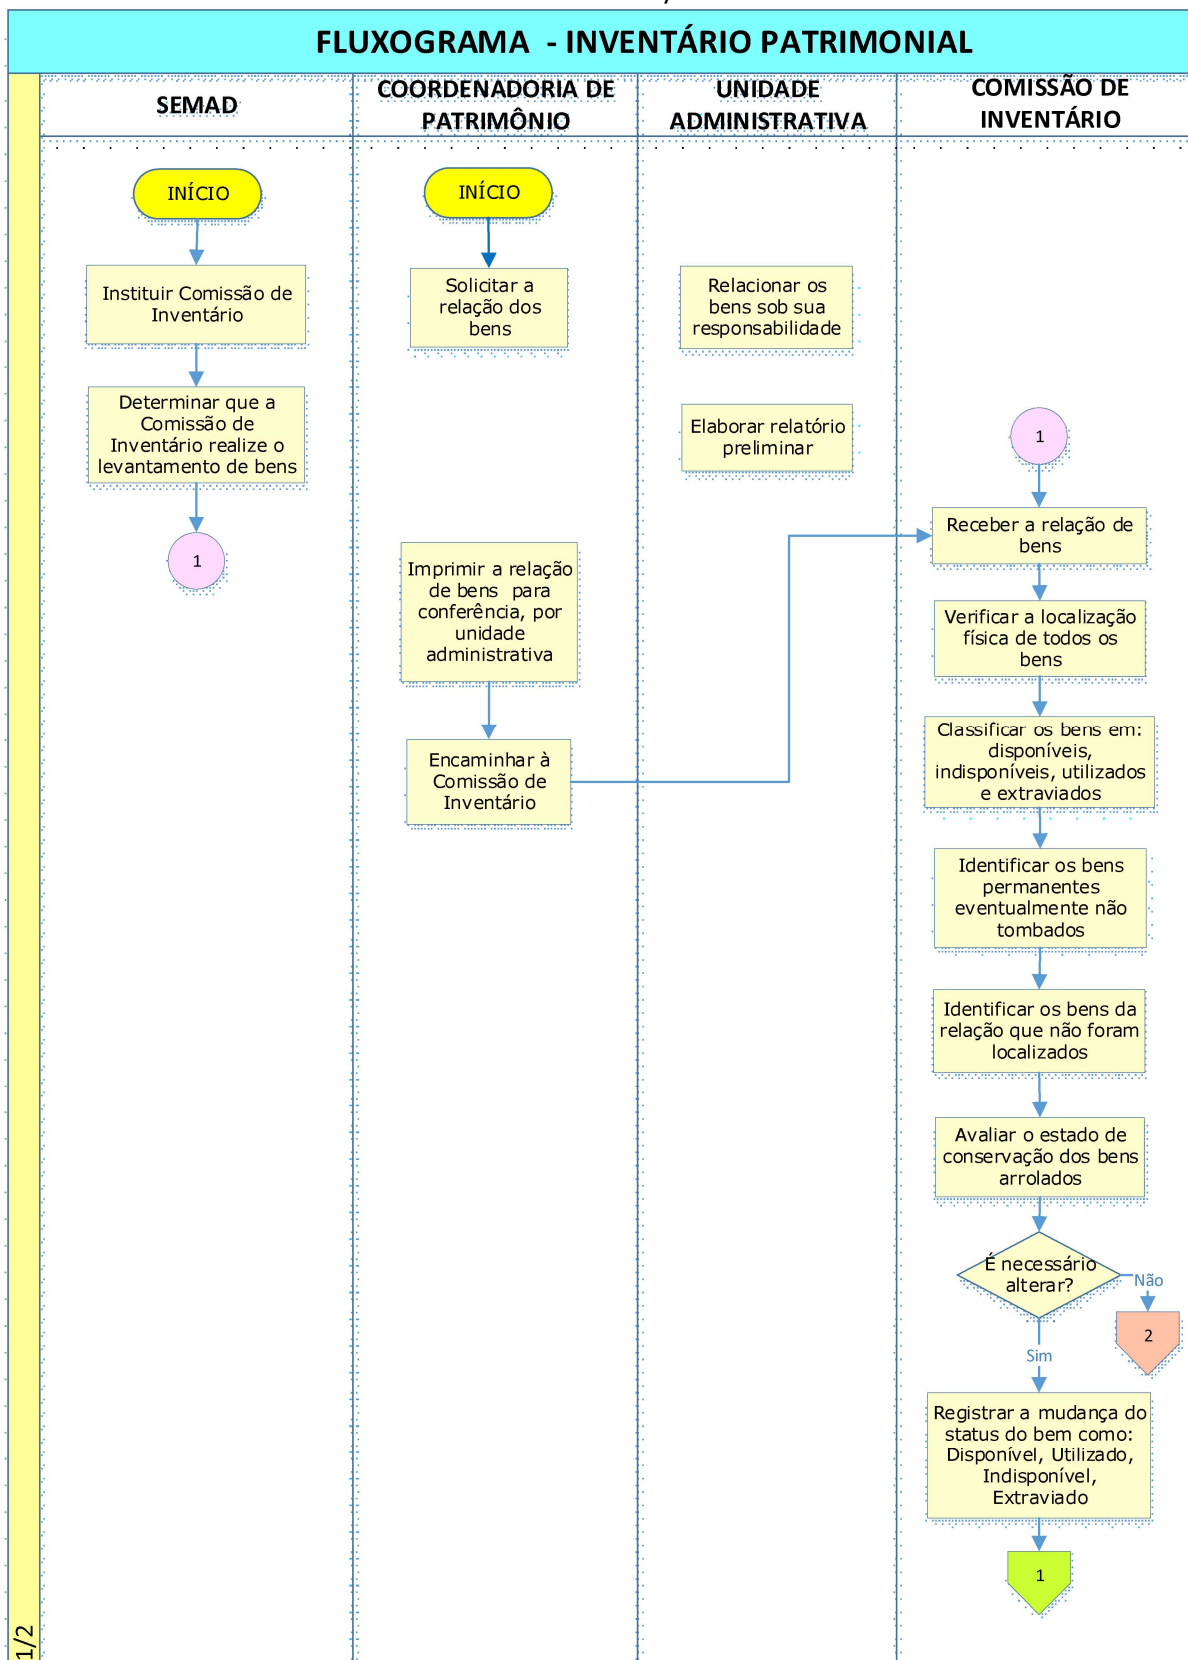 FLUXOGRAMA - INVENTÁRIO PATRIMONIAL
SEMAD
COORDENADORIA DE
PATRIMÔNIO
UNIDADE
ADMINISTRATIVA
COMISSÃO DE
INVENTÁRIO
INÍCIO
Instituir Comissão de
Inventário
Determinar que a
Comissão de
Inventário realize o
levantamento de bens
1
INÍCIO
Solicitar a
relação dos
bens
Imprimir a relação
de bens para
conferência, por
unidade
administrativa
Encaminhar à
Comissão de
Inventário
Relacionar os
bens sob sua
responsabilidade
Elaborar relatório
preliminar
1
Receber a relação de
bens
Verificar a localização
física de todos os
bens
Classificar os bens em:
disponíveis,
indisponíveis, utilizados
e extraviados
Identificar os bens
permanentes
eventualmente não
tombados
Identificar os bens da
relação que não foram
localizados
Avaliar o estado de
conservação dos bens
arrolados
É necessário
alterar?
Não
2
Sim
Registrar a mudança do
status do bem como:
Disponível, Utilizado,
Indisponível,
Extraviado
1
1/2